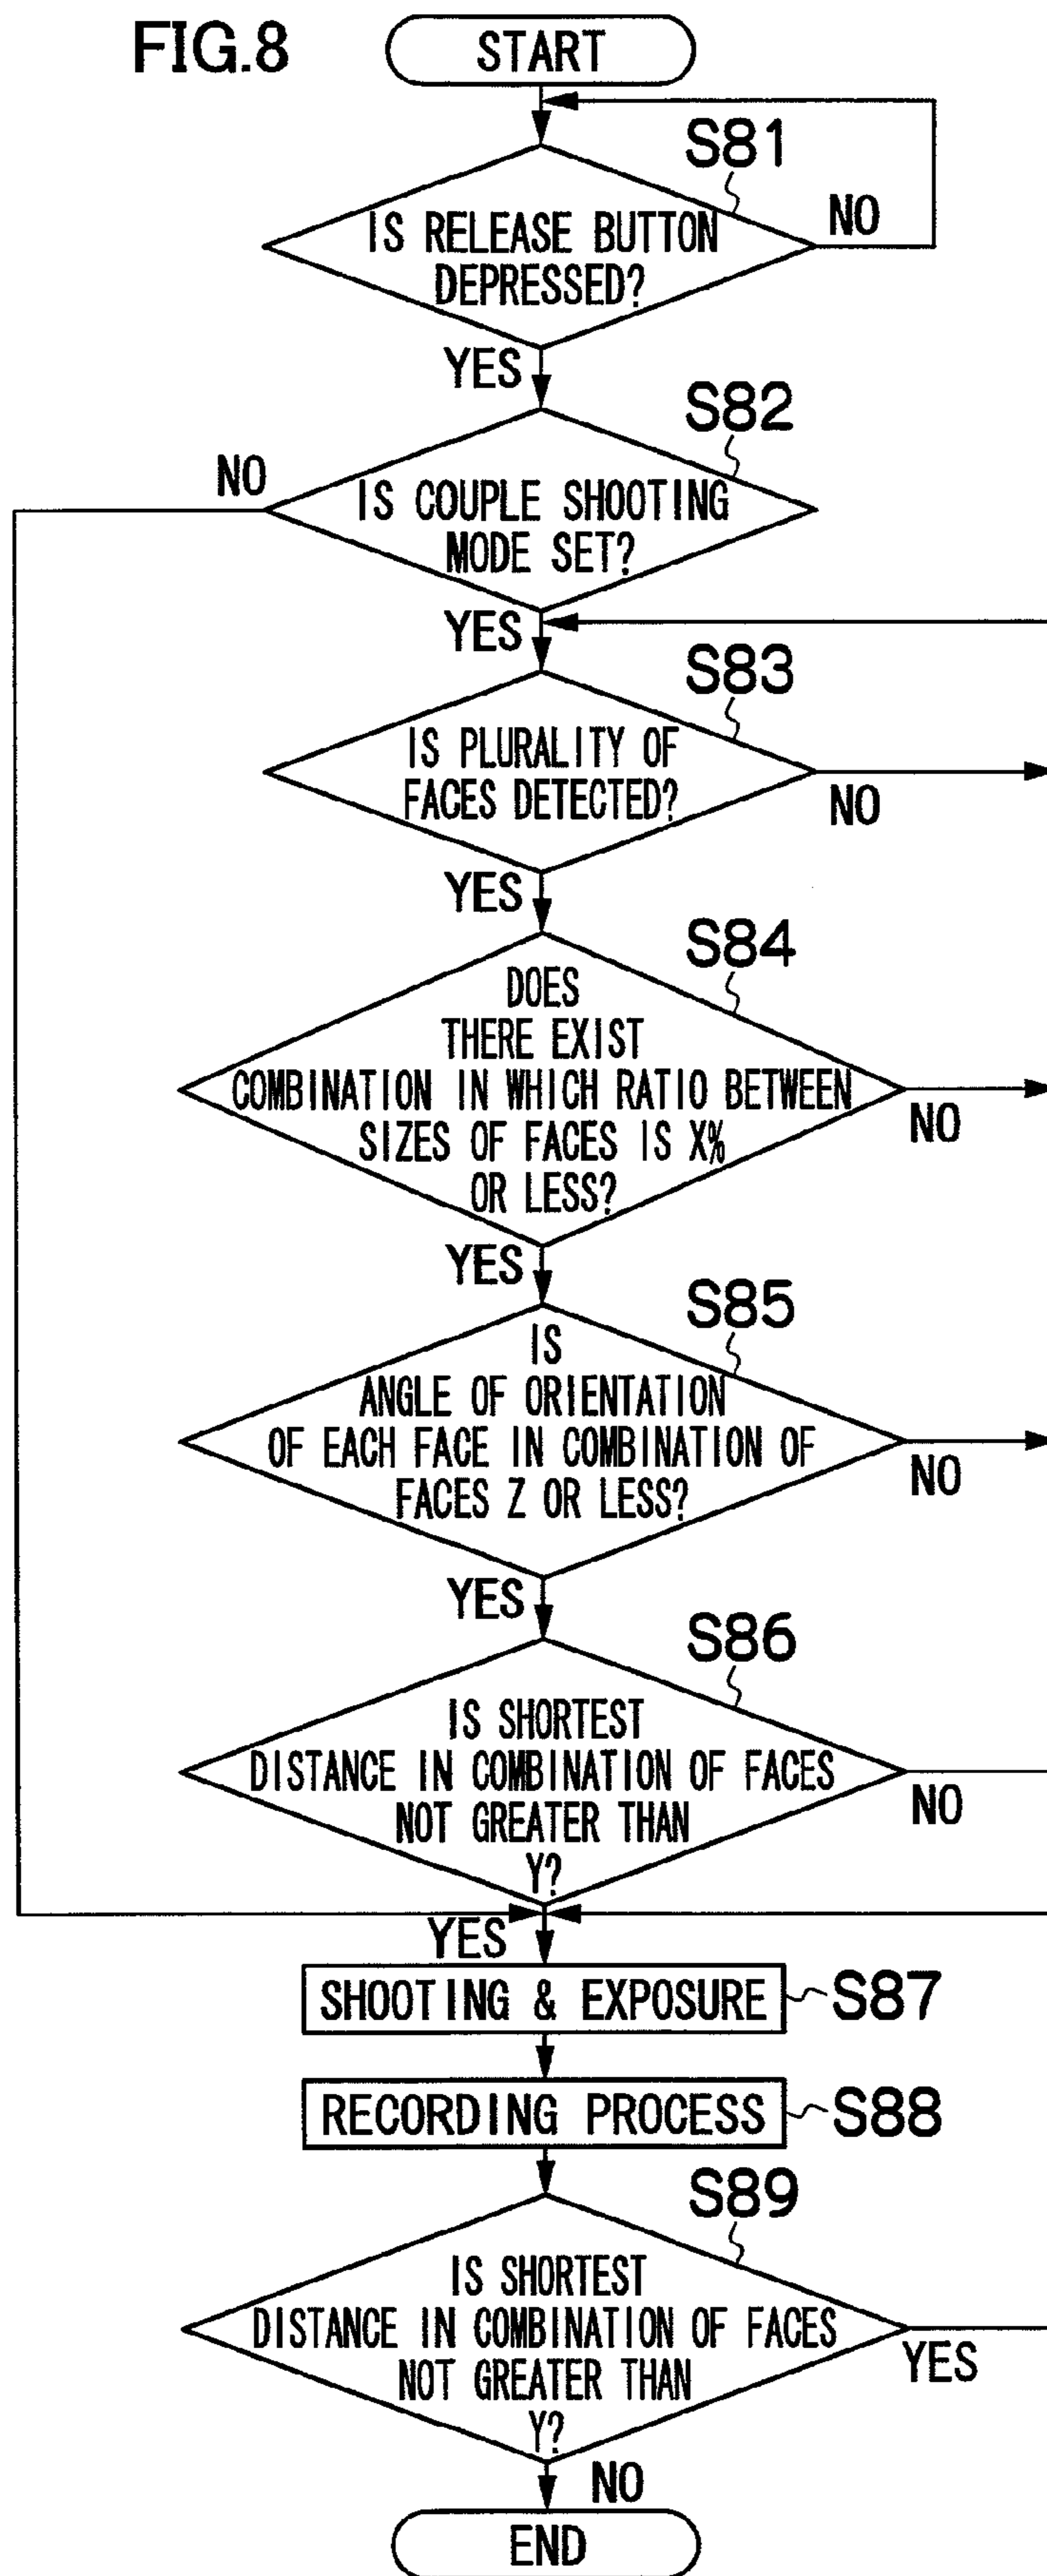 FIG.8
START
S81
IS RELEASE BUTTON
DEPRESSED?
NO
YES
S82
NO
IS COUPLE SHOOTING
MODE SET?
YES
S83
IS PLURALITY OF
FACES DETECTED?
NO
YES
S84
DOES
THERE EXIST
COMBINATION IN WHICH RATIO BETWEEN
SIZES OF FACES IS X%
OR LESS?
NO
YES
S85
IS
ANGLE OF ORIENTATION
OF EACH FACE IN COMBINATION OF
FACES Z OR LESS?
NO
YES
S86
IS SHORTEST
DISTANCE IN COMBINATION OF FACES
NOT GREATER THAN
Y?
NO
YES
SHOOTING & EXPOSURE
S87
RECORDING PROCESS
S88
S89
IS SHORTEST
DISTANCE IN COMBINATION OF FACES
NOT GREATER THAN
Y?
YES
NO
END